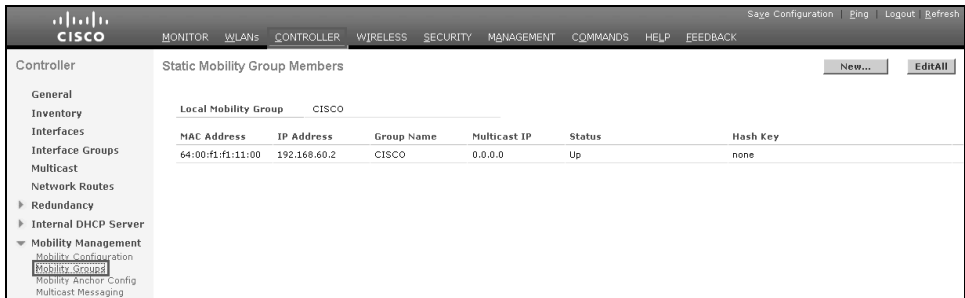 Save Configuration | Ping | Logout | Refresh
CISCO
MONITOR WLANs CONTROLLER WIRELESS SECURITY MANAGEMENT COMMANDS HELP FEEDBACK
Controller
General
Inventory
Interfaces
Interface Groups
Multicast
Network Routes
Redundancy
Internal DHCP Server
Mobility Management
Mobility Configuration
Mobility Groups
Mobility Anchor Config
Multicast Messaging
Static Mobility Group Members
New...
EditAll
Local Mobility Group CISCO
MAC Address IP Address Group Name Multicast IP Status Hash Key
64:00:f1:f1:11:00 192.168.60.2 CISCO 0.0.0.0 Up none